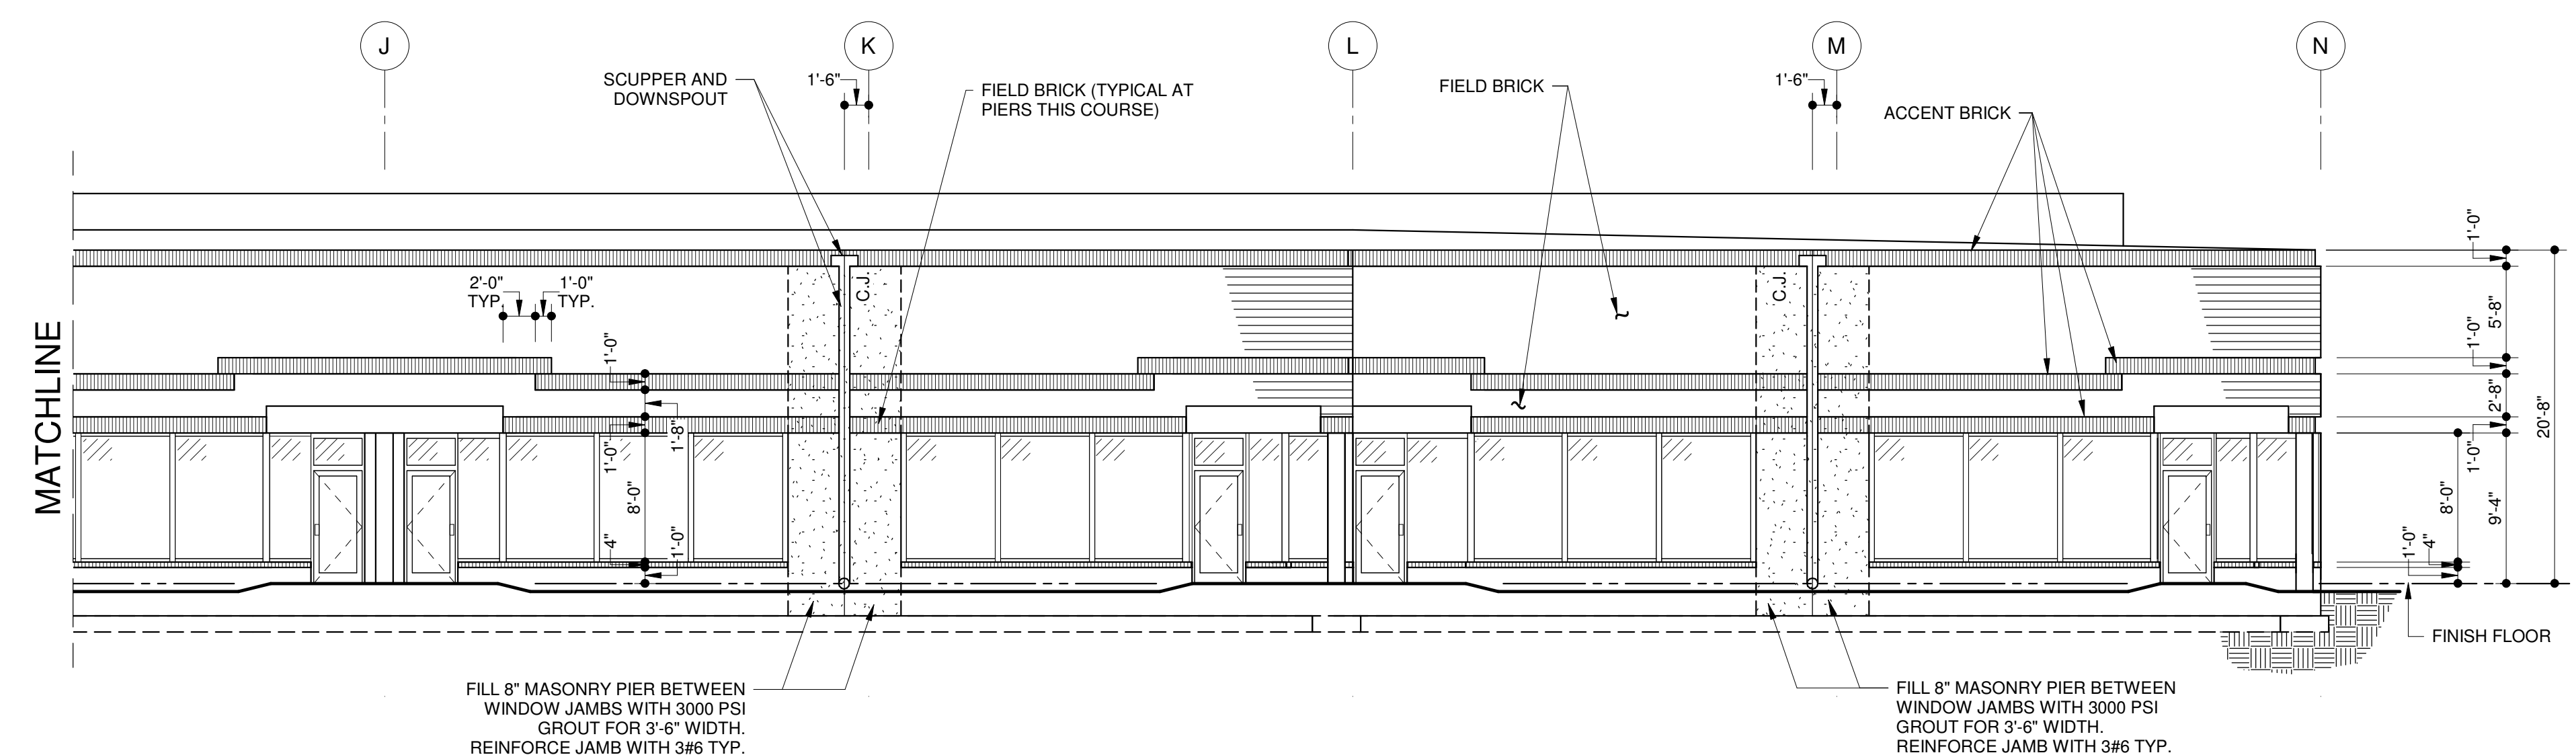 J
K
L
M
N
SCUPPER AND
DOWNSPOUT
1'-6"
FIELD BRICK (TYPICAL AT
PIERS THIS COURSE)
FIELD BRICK
1'-6"
ACCENT BRICK
MATCHLINE
2'-0"
TYP.
1'-0"
TYP.
C.J.
C.J.
1'-0"
1'-8"
1'-0"
8'-0"
4"
1'-0"
1'-0"
5'-8"
1'-0"
2'-8"
1'-0"
20'-8"
8'-0"
9'-4"
1'-0"
4"
FINISH FLOOR
FILL 8" MASONRY PIER BETWEEN
WINDOW JAMBS WITH 3000 PSI
GROUT FOR 3'-6" WIDTH.
REINFORCE JAMB WITH 3#6 TYP.
FILL 8" MASONRY PIER BETWEEN
WINDOW JAMBS WITH 3000 PSI
GROUT FOR 3'-6" WIDTH.
REINFORCE JAMB WITH 3#6 TYP.